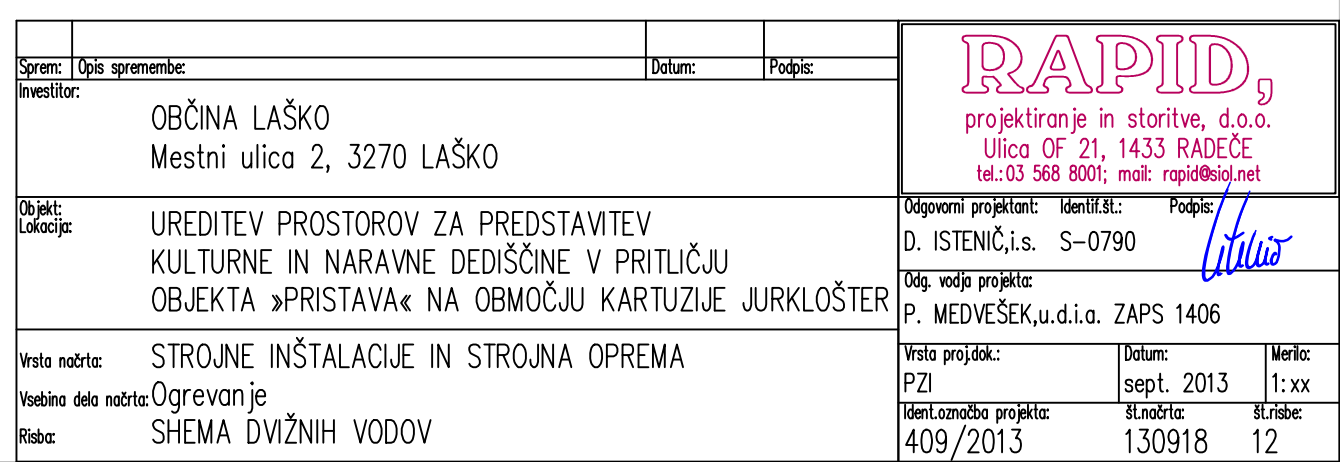 Sprem: Opis spremembe: Datum: Podpis:
Investitor:
OBČINA LAŠKO
Mestni ulica 2, 3270 LAŠKO
Objekt:
Lokacija:
UREDITEV PROSTOROV ZA PREDSTAVITEV
KULTURNE IN NARAVNE DEDIŠČINE V PRITLIČJU
OBJEKTA »PRISTAVA« NA OBMOČJU KARTUZIJE JURKLOŠTER
Vrsta načrta: STROJNE INŠTALACIJE IN STROJNA OPREMA
Vsebina dela načrta: Ogrevanje
Risba: SHEMA DVIŽNIH VODOV
RAPID,
projektiranje in storitve, d.o.o.
Ulica OF 21, 1433 RADEČE
tel.: 03 568 8001; mail: rapid@siol.net
Odgovorni projektant: Identif.št.: Podpis:
D. ISTENIČ,i.s. S-0790
Odg. vodja projekta:
P. MEDVEŠEK,u.d.i.a. ZAPS 1406
Vrsta proj.dok.: Datum: Merilo:
PZI sept. 2013 1: xx
Ident.označba projekta: št.načrta: št.risbe:
409/2013 130918 12